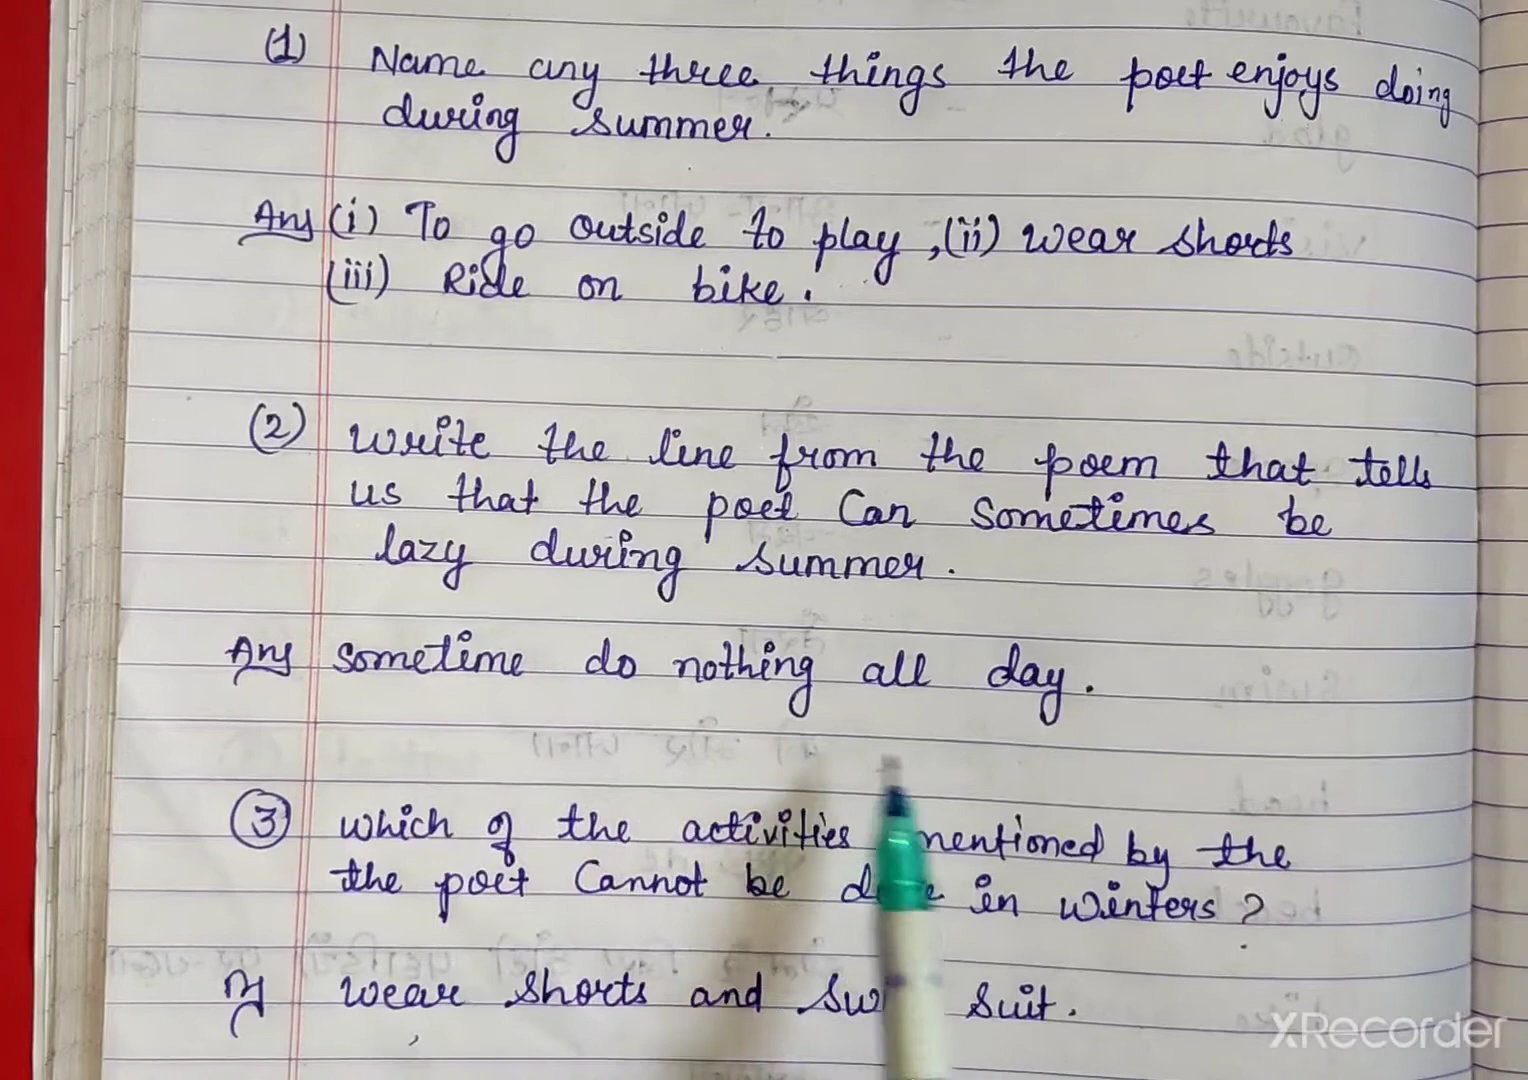 (1) Name any three things the poet enjoys doing
during summer.
Ans (i) To go outside to play, (ii) wear shorts
(iii) Ride on bike.
(2) write the line from the poem that tells
us that the poet can sometimes be
lazy during summer.
Ans sometime do nothing all day.
(3) which of the activities mentioned by the
the poet cannot be in winters?
wear shorts and suit.
XRecorder